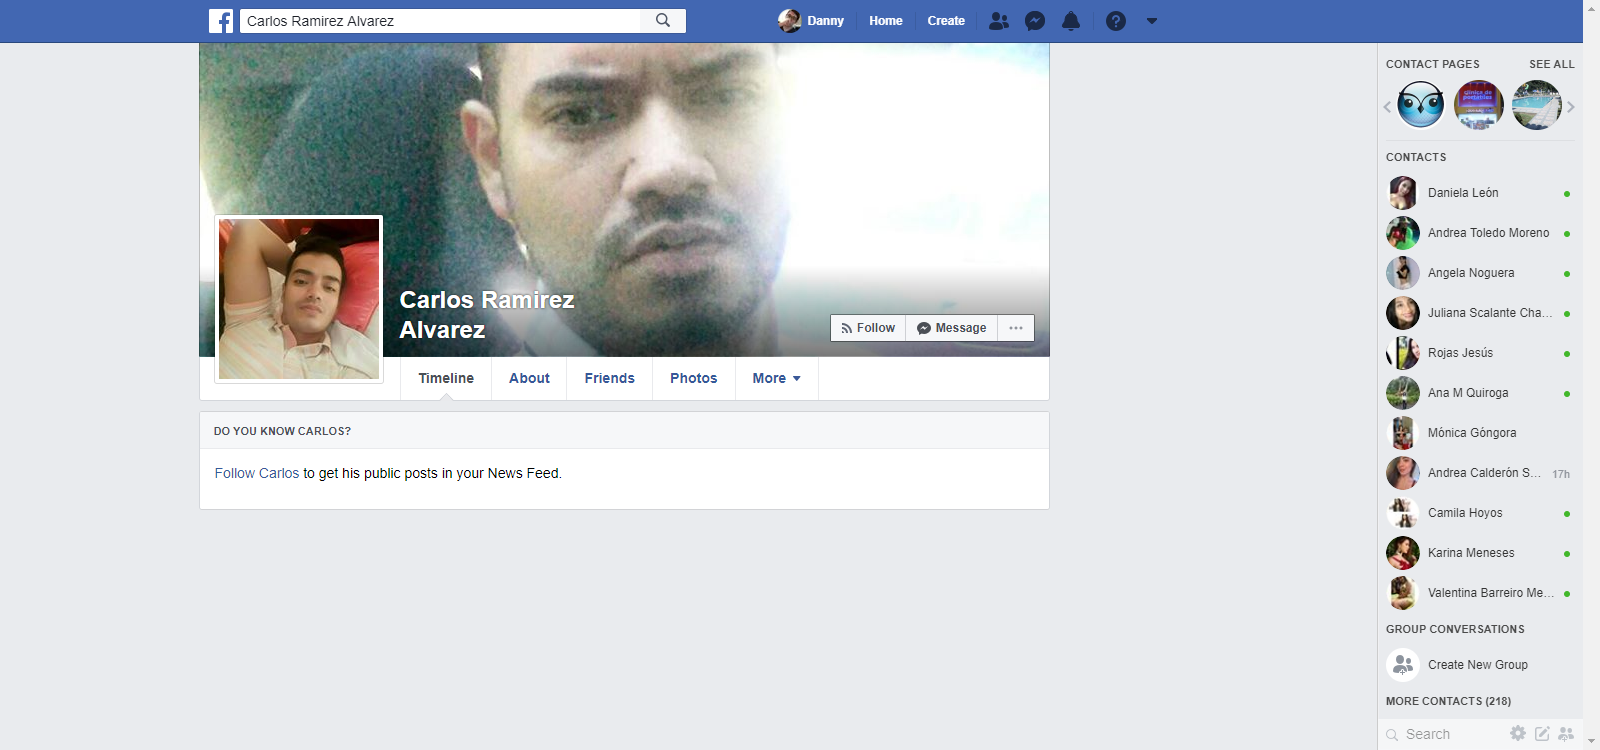 Carlos Ramirez Alvarez
Danny
Home
Create
Carlos Ramirez
Alvarez
Follow
Message
Timeline
About
Friends
Photos
More
DO YOU KNOW CARLOS?
Follow Carlos to get his public posts in your News Feed.
CONTACT PAGES SEE ALL
CONTACTS
Daniela León
Andrea Toledo Moreno
Angela Noguera
Juliana Scalante Cha...
Rojas Jesús
Ana M Quiroga
Mónica Góngora
Andrea Calderón S... 17h
Camila Hoyos
Karina Meneses
Valentina Barreiro Me...
GROUP CONVERSATIONS
Create New Group
MORE CONTACTS (218)
Search